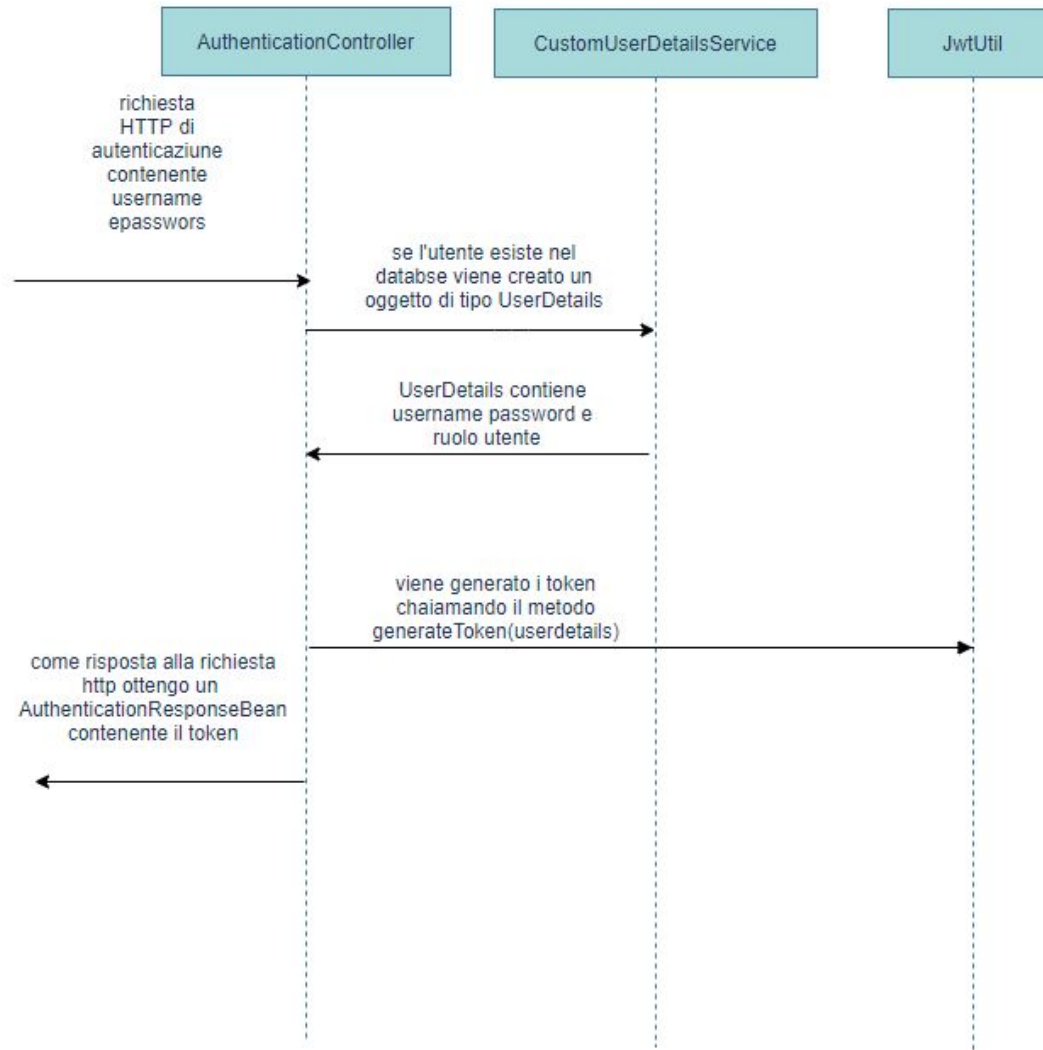 AuthenticationController
CustomUserDetailsService
JwtUtil
richiesta
HTTP di
autenticaziune
contenente
username
epasswors
se l'utente esiste nel
databse viene creato un
oggetto di tipo UserDetails
UserDetails contiene
username password e
ruolo utente
viene generato i token
chaiamando il metodo
generateToken(userdetails)
come risposta alla richiesta
http ottengo un
AuthenticationResponseBean
contenente il token